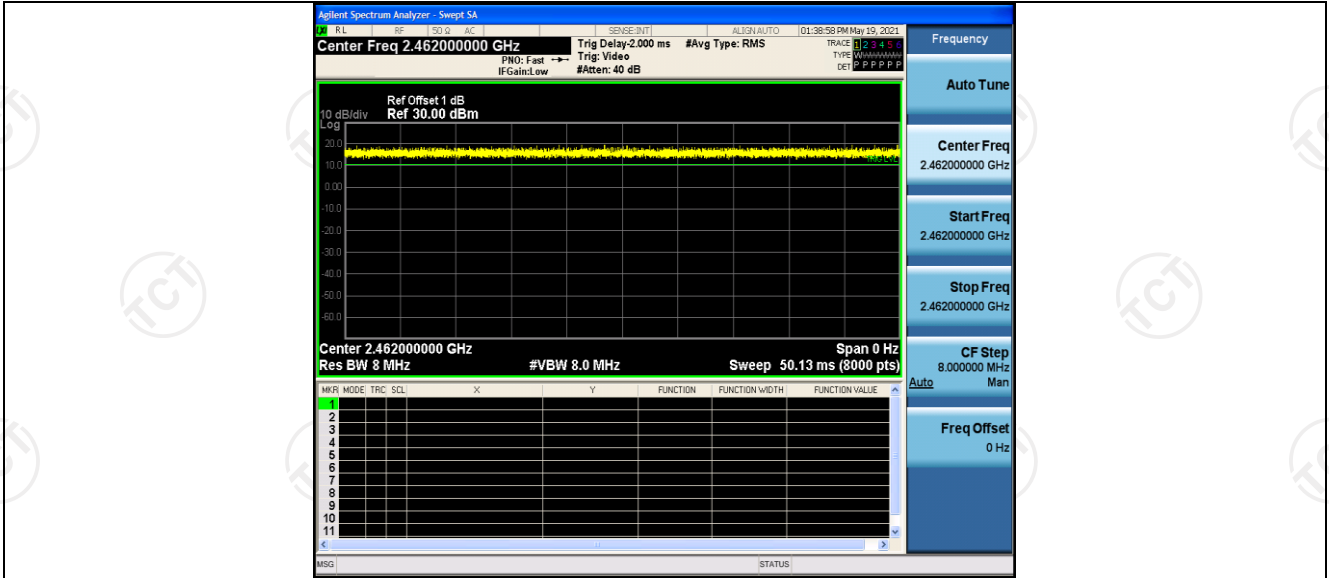 Agilent Spectrum Analyzer - Swept SA
RL RF 50 Ω AC SENSE:INT ALIGN AUTO 01:38:58 PM May 19, 2021
Center Freq 2.462000000 GHz
PNO: Fast
IFGain:Low
Trig Delay-2.000 ms
Trig: Video
#Atten: 40 dB
#Avg Type: RMS
TRACE 1 2 3 4 5 6
TYPE
DET P P P P P P
Ref Offset 1 dB
10 dB/div Ref 30.00 dBm
Log
20.0
10.0
0.00
-10.0
-20.0
-30.0
-40.0
-50.0
-60.0
Center 2.462000000 GHz Span 0 Hz
Res BW 8 MHz #VBW 8.0 MHz Sweep 50.13 ms (8000 pts)
MKR MODE TRC SCL X Y FUNCTION FUNCTION WIDTH FUNCTION VALUE
1
2
3
4
5
6
7
8
9
10
11
MSG STATUS
Frequency
Auto Tune
Center Freq
2.462000000 GHz
Start Freq
2.462000000 GHz
Stop Freq
2.462000000 GHz
CF Step
8.000000 MHz
Auto Man
Freq Offset
0 Hz
TCT
TCT
TCT
TCT
TCT
TCT